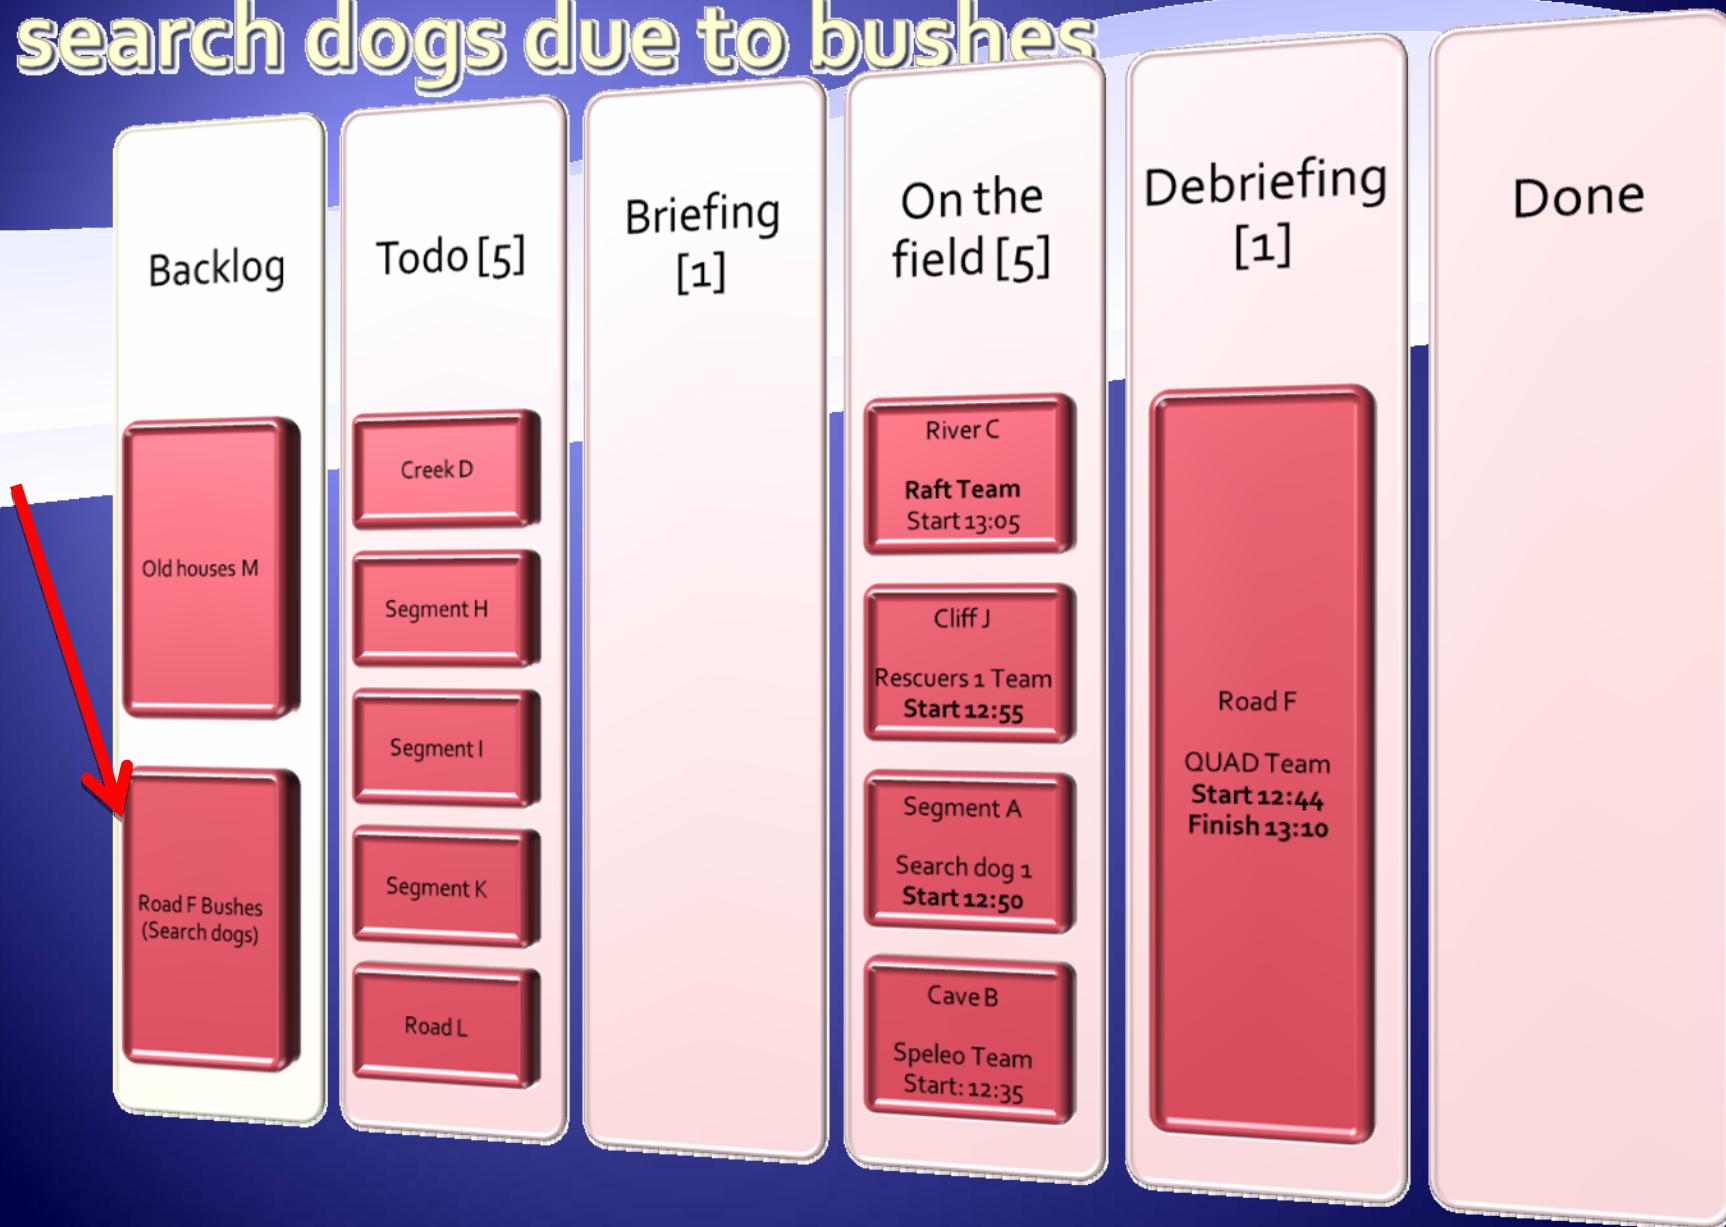 search dogs due to bushes
Backlog
Old houses M
Road F Bushes
(Search dogs)
Todo [5]
Creek D
Segment H
Segment I
Segment K
Road L
Briefing
[1]
On the
field [5]
River C
Raft Team
Start 13:05
Cliff J
Rescuers 1 Team
Start 12:55
Segment A
Search dog 1
Start 12:50
Cave B
Speleo Team
Start: 12:35
Debriefing
[1]
Road F
QUAD Team
Start 12:44
Finish 13:10
Done